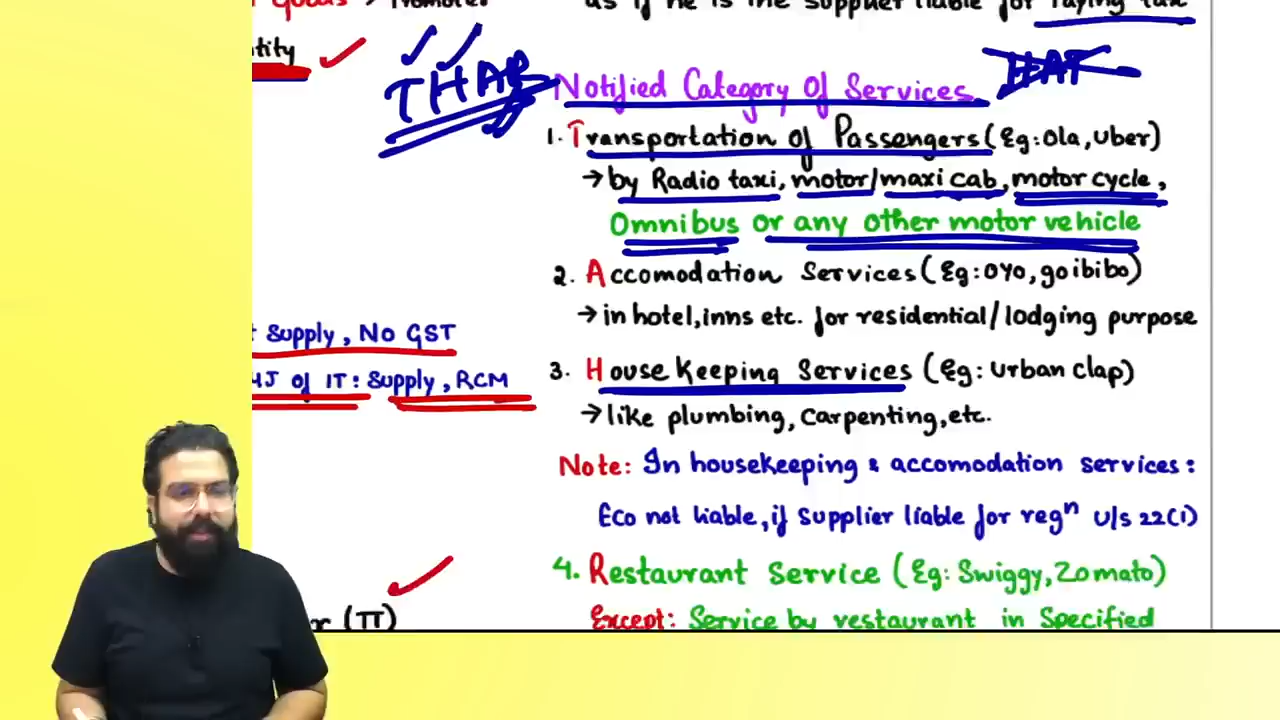 as if he is the supplier liable for Paying tax
tity
THAR
HAT
Notified Category Of Services
1. Transportation of Passengers (Eg: Ola, Uber)
→ by Radio taxi, motor/maxi cab, motor cycle,
Omnibus or any other motor vehicle
2. Accomodation Services (Eg: OYO, goibibo)
→ in hotel, inns etc. for residential/lodging purpose
Supply, No GST
of IT: Supply, RCM
3. House Keeping Services (Eg: Urban clap)
→ like plumbing, Carpenting, etc.
Note: In housekeeping & accomodation services:
Eco not liable, if supplier liable for regⁿ u/s 22(1)
4. Restaurant Service (Eg: Swiggy, Zomato)
Except: Service by restaurant in Specified